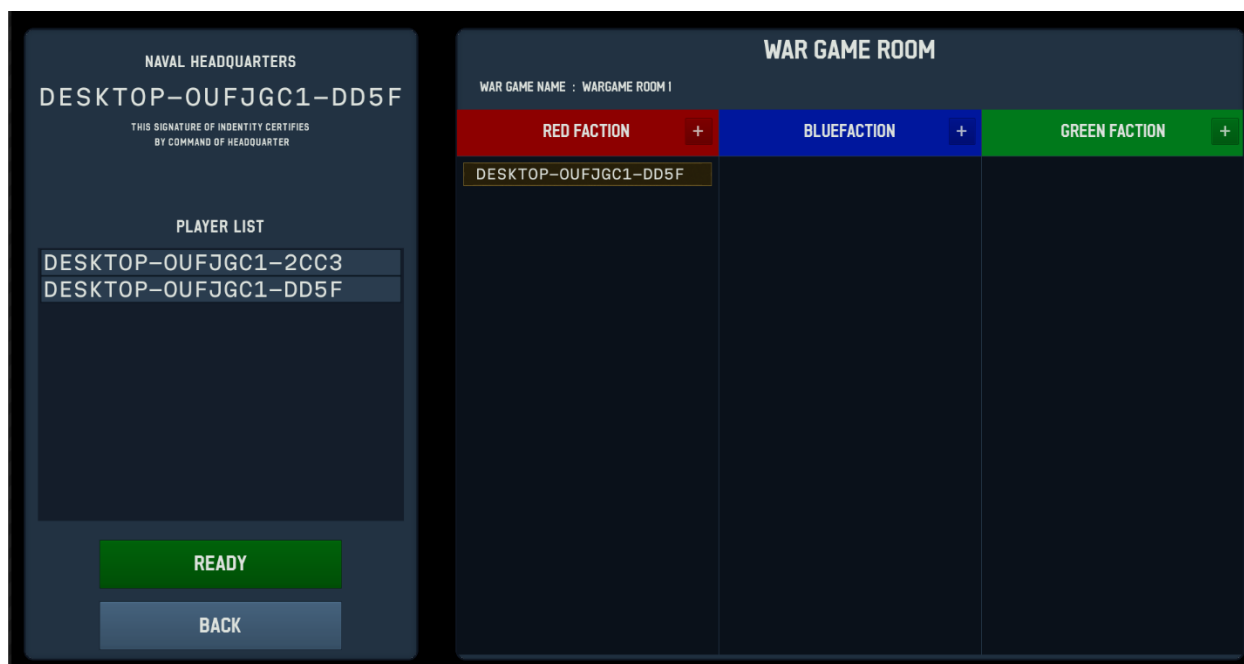 NAVAL HEADQUARTERS
DESKTOP-OUFJGC1-DD5F
THIS SIGNATURE OF INDENTITY CERTIFIES
BY COMMAND OF HEADQUARTER
PLAYER LIST
DESKTOP-OUFJGC1-2CC3
DESKTOP-OUFJGC1-DD5F
READY
BACK
WAR GAME ROOM
WAR GAME NAME : WARGAME ROOM 1
RED FACTION +
BLUEFACTION +
GREEN FACTION +
DESKTOP-OUFJGC1-DD5F